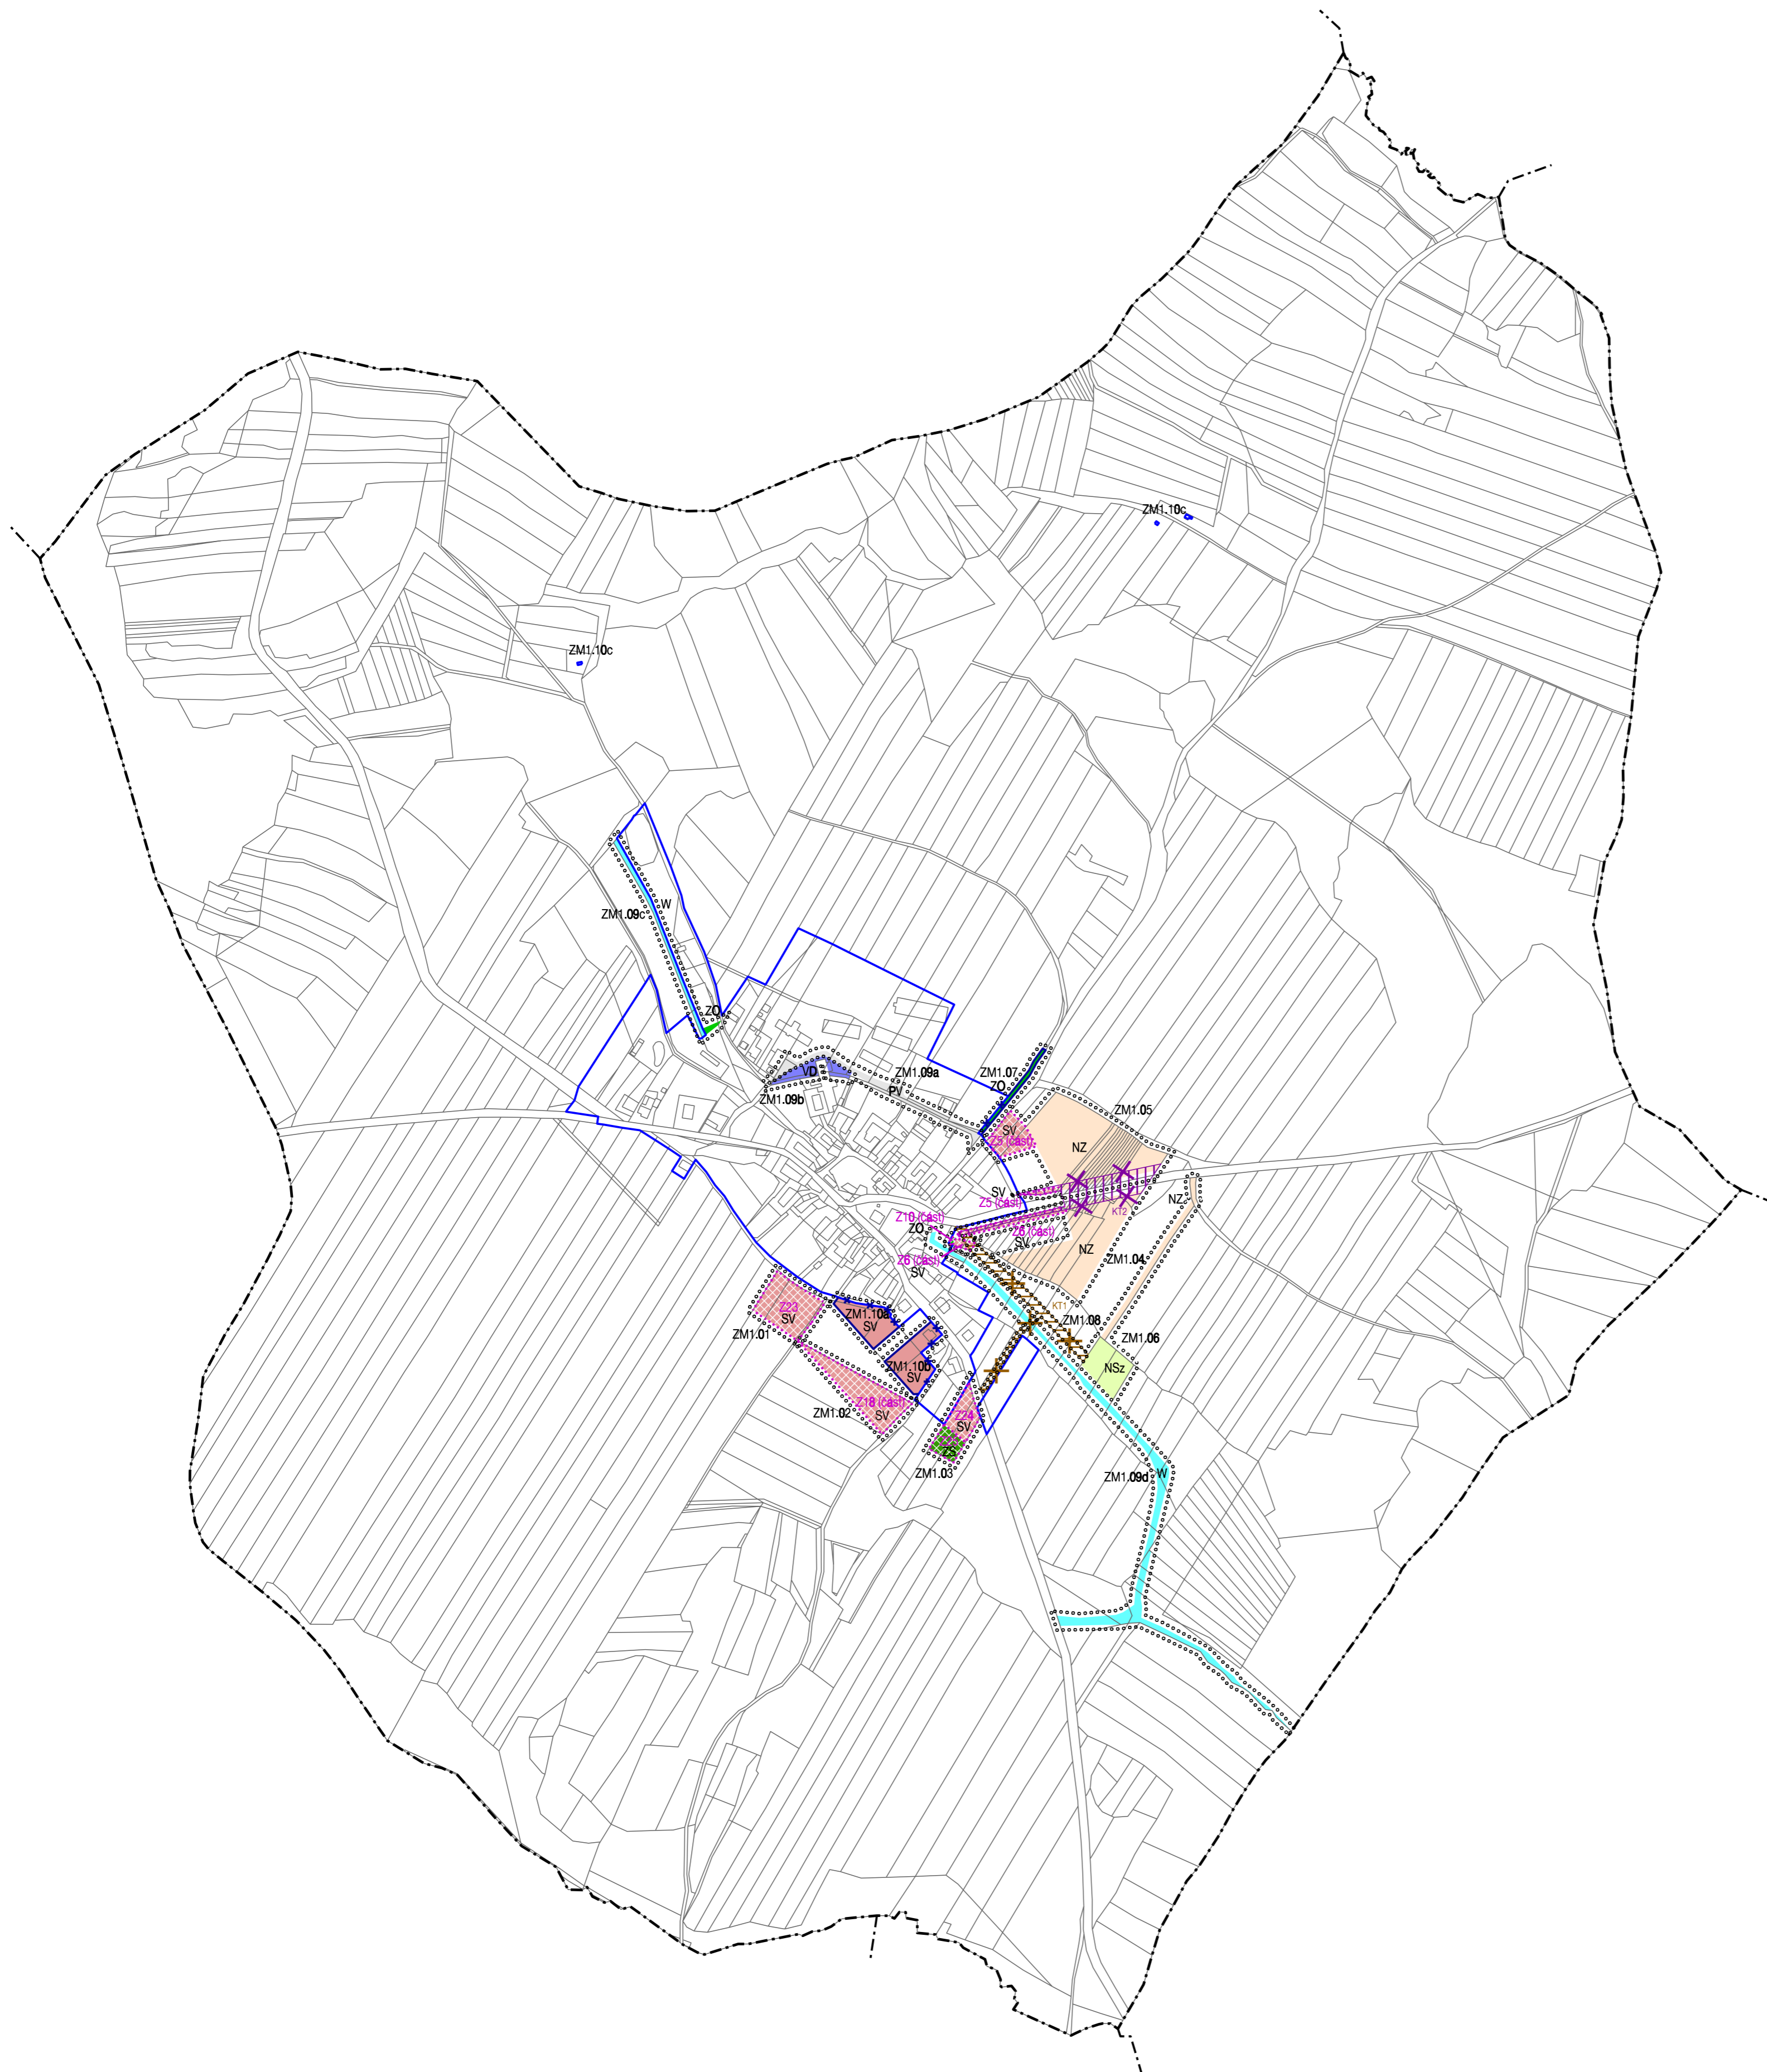 ZM1.10c
ZM1.10c
ZM1.09c
W
ZO
VD
ZM1.09b
ZM1.09a
PV
ZM1.07
ZO
SV
Z5 (část)
ZM1.05
NZ
SV
Z5 (část)
NZ
KT2
Z10 (část)
ZO
Z6 (část)
SV
Z6 (část)
SV
NZ
ZM1.04
KT1
ZM1.08
ZM1.06
NSz
Z23
SV
ZM1.01
ZM1.10a
SV
ZM1.10b
SV
Z18 (část)
SV
ZM1.02
Z24
SV
ZS
ZM1.03
ZM1.09d
W